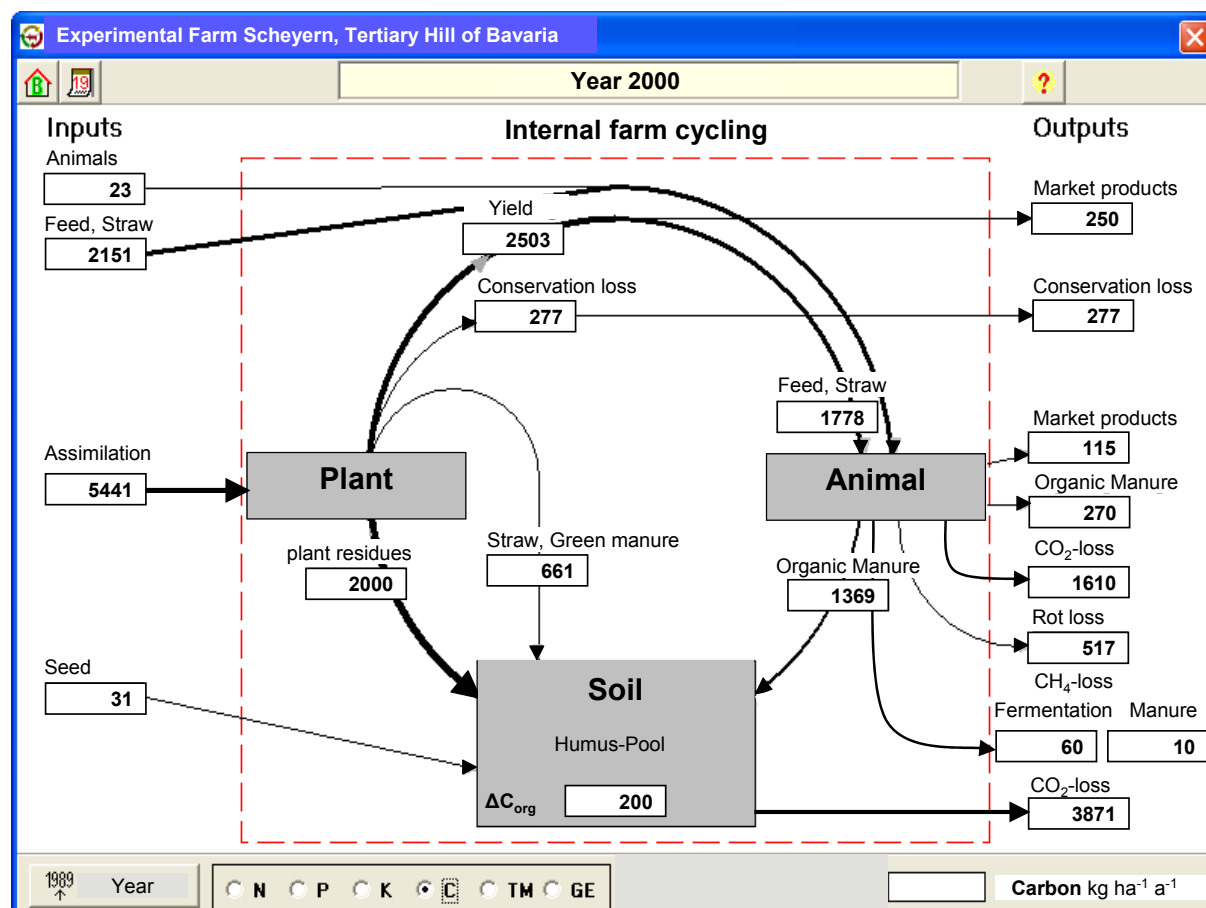 Experimental Farm Scheyern, Tertiary Hill of Bavaria
B
19
Year 2000
?
Inputs
Internal farm cycling
Outputs
Animals
23
Feed, Straw
2151
Yield
2503
Market products
250
Conservation loss
277
Conservation loss
277
Feed, Straw
1778
Market products
115
Assimilation
5441
Plant
Animal
Organic Manure
270
plant residues
2000
Straw, Green manure
661
Organic Manure
1369
CO₂-loss
1610
Rot loss
517
Seed
31
Soil
Humus-Pool
ΔC_org
200
CH₄-loss
Fermentation Manure
60 10
CO₂-loss
3871
1989
Year
N P K C TM GE
Carbon kg ha⁻¹ a⁻¹